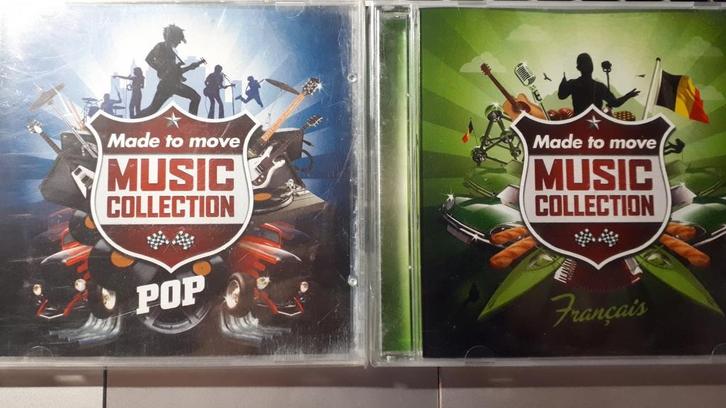 Made to move
MUSIC
COLLECTION
POP
Made to move
MUSIC
COLLECTION
Français